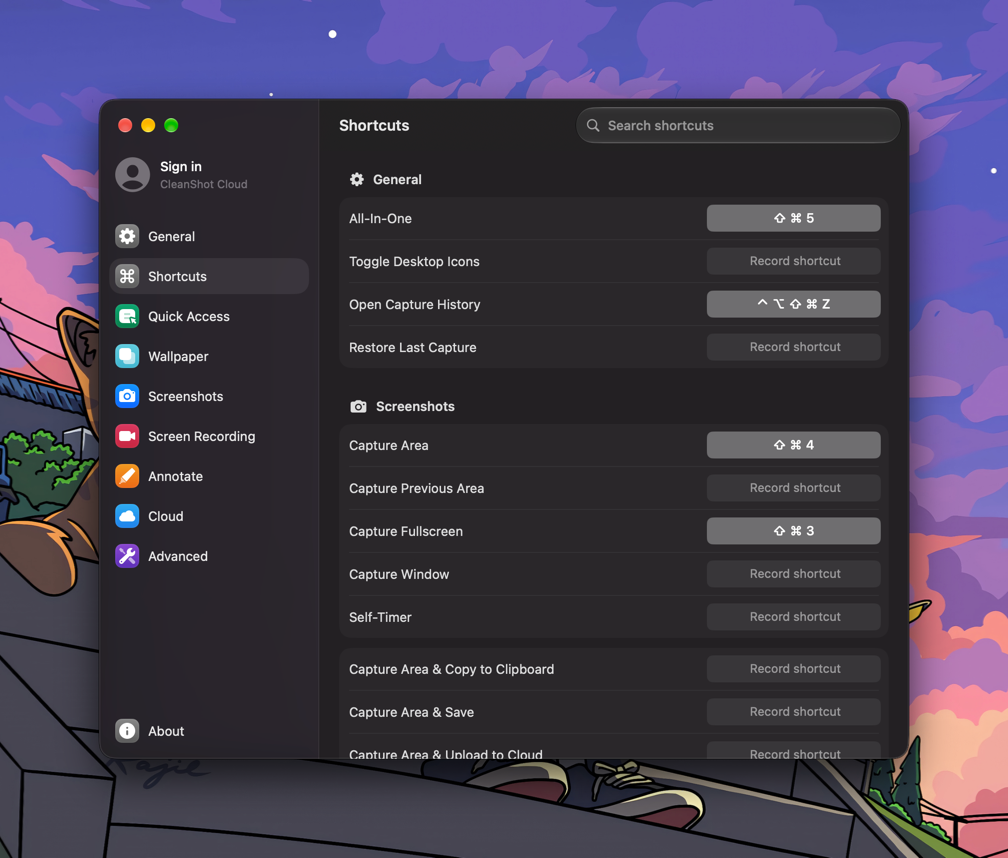 Shortcuts
Search shortcuts
Sign in
CleanShot Cloud
General
Shortcuts
Quick Access
Wallpaper
Screenshots
Screen Recording
Annotate
Cloud
Advanced
About
General
All-In-One
⇧ ⌘ 5
Toggle Desktop Icons
Record shortcut
Open Capture History
^ ⌥ ⇧ ⌘ Z
Restore Last Capture
Record shortcut
Screenshots
Capture Area
⇧ ⌘ 4
Capture Previous Area
Record shortcut
Capture Fullscreen
⇧ ⌘ 3
Capture Window
Record shortcut
Self-Timer
Record shortcut
Capture Area & Copy to Clipboard
Record shortcut
Capture Area & Save
Record shortcut
Capture Area & Upload to Cloud
Record shortcut